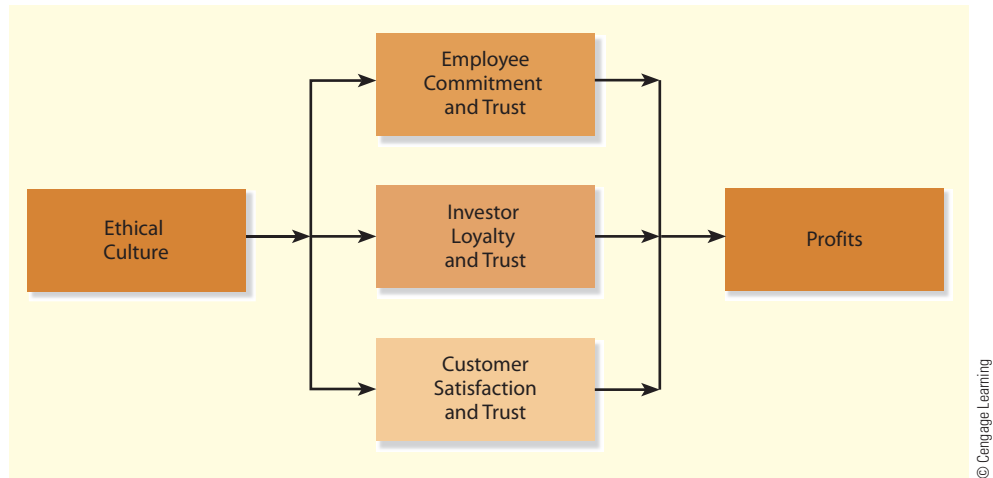 Employee
Commitment
and Trust
Ethical
Culture
Investor
Loyalty
and Trust
Profits
Customer
Satisfaction
and Trust
© Cengage Learning